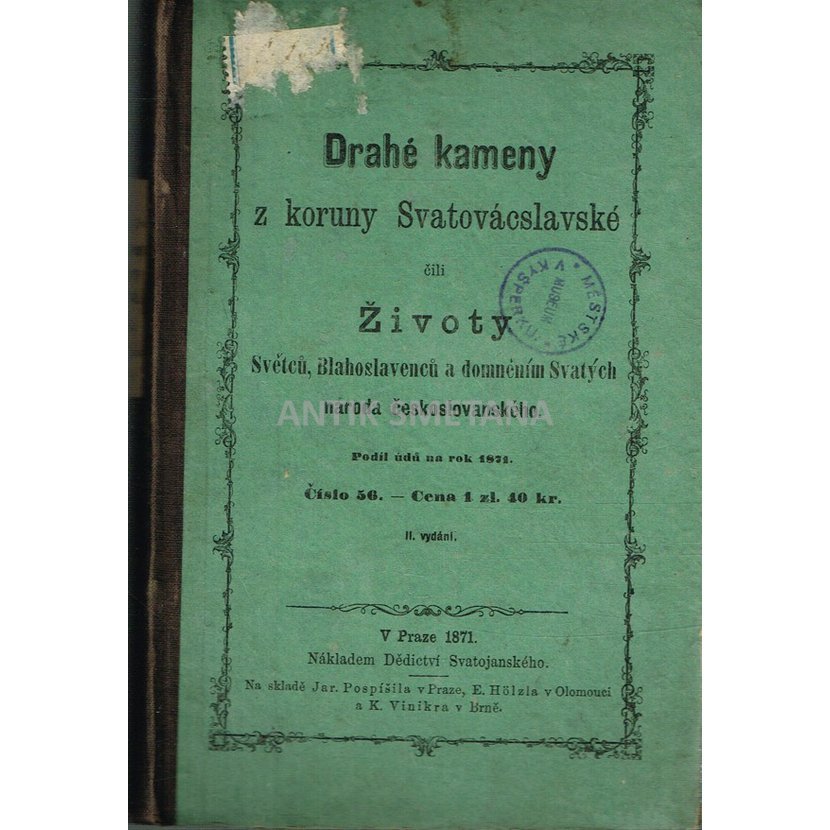 Drahé kameny
z koruny Svatovácslavské
čili
Životy
Světců, Blahoslavenců a domněním Svatých
národa českoslovanského.
ANTIK SMETANA
Podíl údů na rok 1871.
Číslo 56. — Cena 1 zl. 40 kr.
II. vydání.
V Praze 1871.
Nákladem Dědictví Svatojanského.
Na skladě Jar. Pospíšila v Praze, E. Hölzla v Olomouci
a K. Vinikra v Brně.
MĚSTSKÉ
MUSEUM
V KYŠPERKU